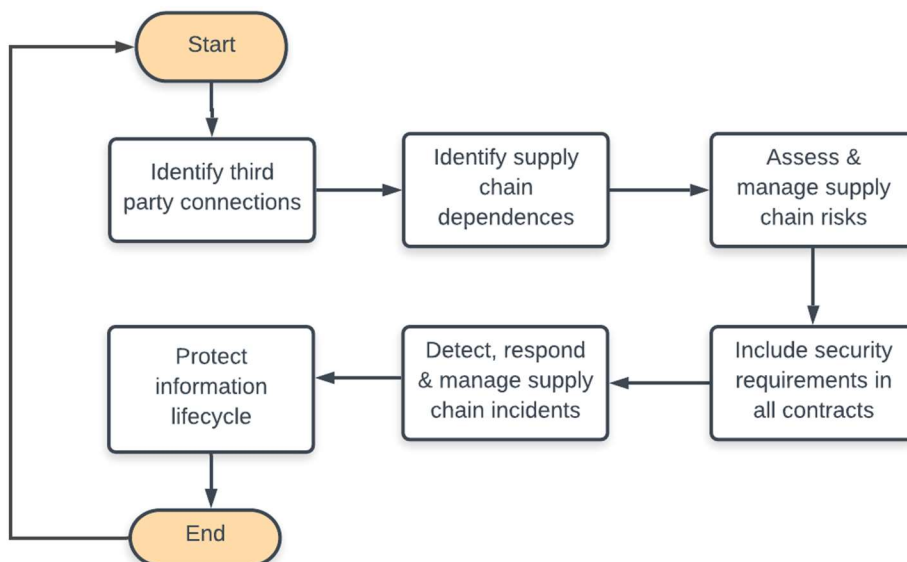 Start
Identify third
party connections
Identify supply
chain
dependences
Assess &
manage supply
chain risks
Include security
requirements in
all contracts
Detect, respond
& manage supply
chain incidents
Protect
information
lifecycle
End